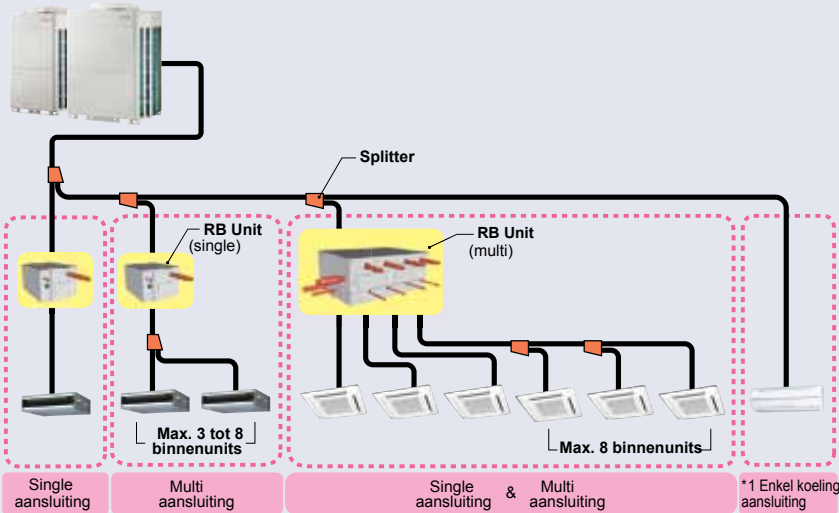 Splitter
RB Unit
(single)
RB Unit
(multi)
Max. 3 tot 8
binnenunits
Max. 8 binnenunits
Single
aansluiting
Multi
aansluiting
Single & Multi
aansluiting aansluiting
*1 Enkel koeling
aansluiting